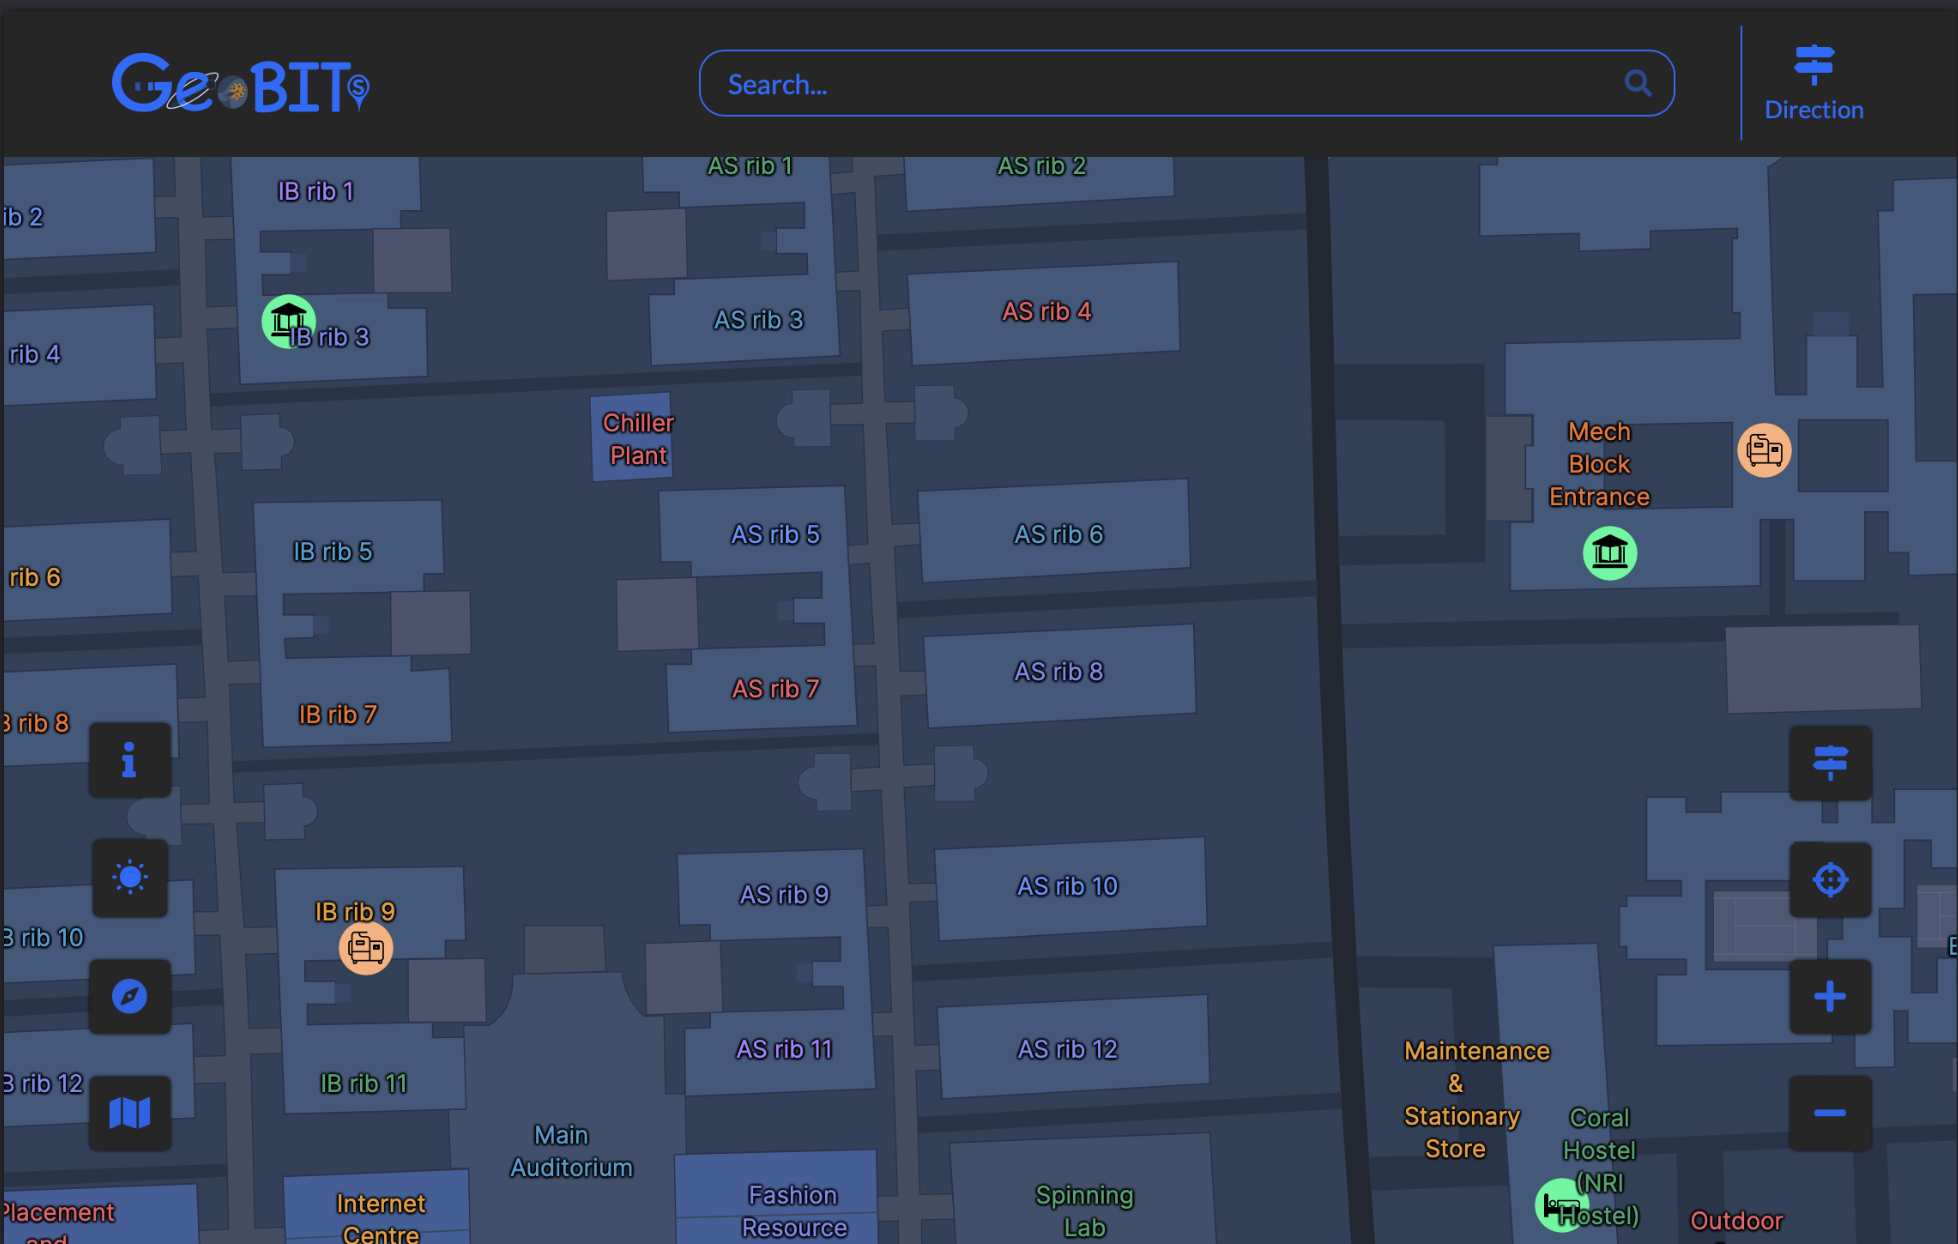 GeoBITs
Search...
Direction
AS rib 1
AS rib 2
IB rib 1
ib 2
AS rib 4
AS rib 3
IB rib 3
rib 4
Chiller
Plant
Mech
Block
Entrance
AS rib 5
AS rib 6
IB rib 5
rib 6
AS rib 8
AS rib 7
IB rib 7
B rib 8
AS rib 10
AS rib 9
IB rib 9
B rib 10
AS rib 11
AS rib 12
IB rib 11
B rib 12
Maintenance
&
Stationary
Store
Coral
Hostel
(NRI
Hostel)
Main
Auditorium
Internet
Centre
Fashion
Resource
Spinning
Lab
Placement
and
Outdoor